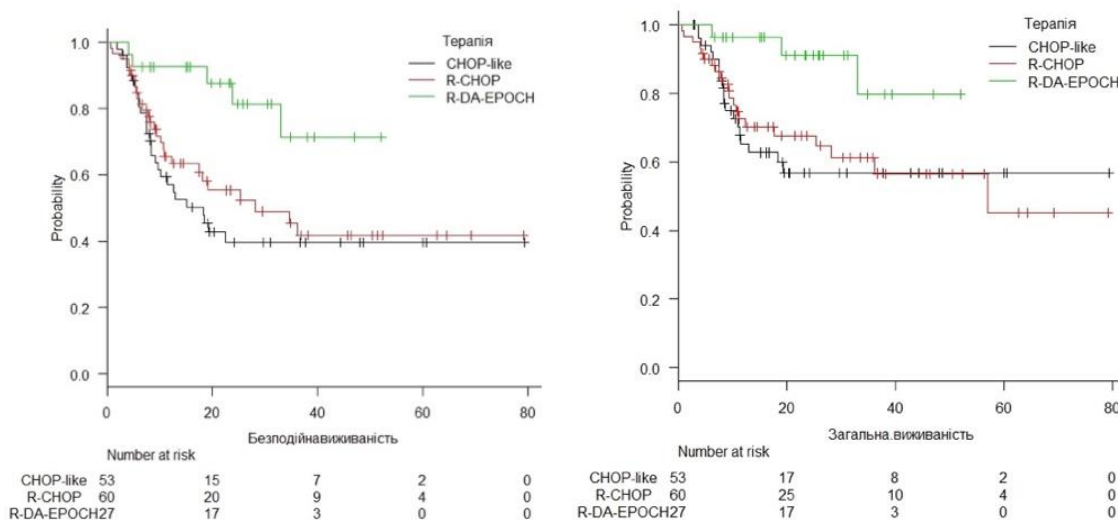 Терапія
CHOP-like
R-CHOP
R-DA-EPOCH
Probability
1.0
0.8
0.6
0.4
0.2
0.0
0 20 40 60 80
Безподійнавиживаність
Number at risk
CHOP-like 53 15 7 2 0
R-CHOP 60 20 9 4 0
R-DA-EPOCH27 17 3 0 0
Терапія
CHOP-like
R-CHOP
R-DA-EPOCH
Probability
1.0
0.8
0.6
0.4
0.2
0.0
0 20 40 60 80
Загальна.виживаність
Number at risk
CHOP-like 53 17 8 2 0
R-CHOP 60 25 10 4 0
R-DA-EPOCH27 17 3 0 0